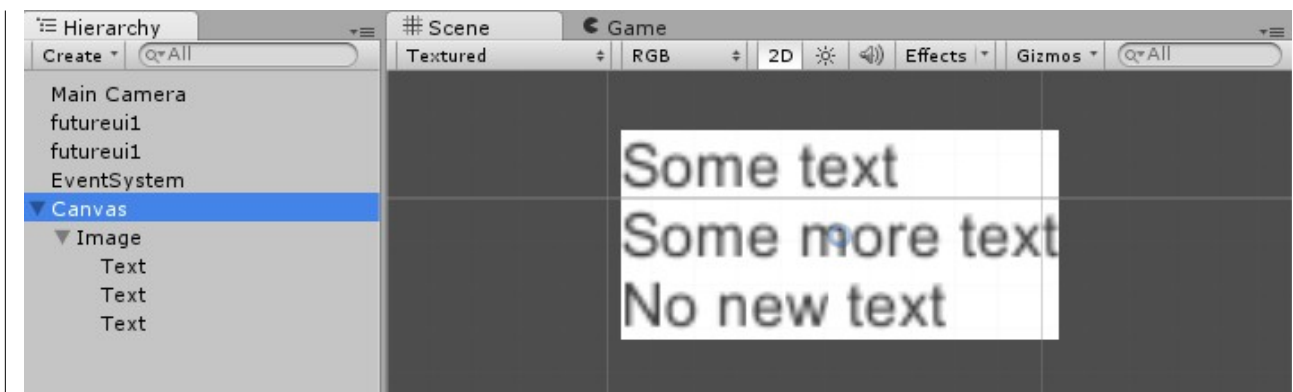 Hierarchy
Create All
Main Camera
futureui1
futureui1
EventSystem
Canvas
Image
Text
Text
Text
Scene Game
Textured RGB 2D Effects Gizmos All
Some text
Some more text
No new text